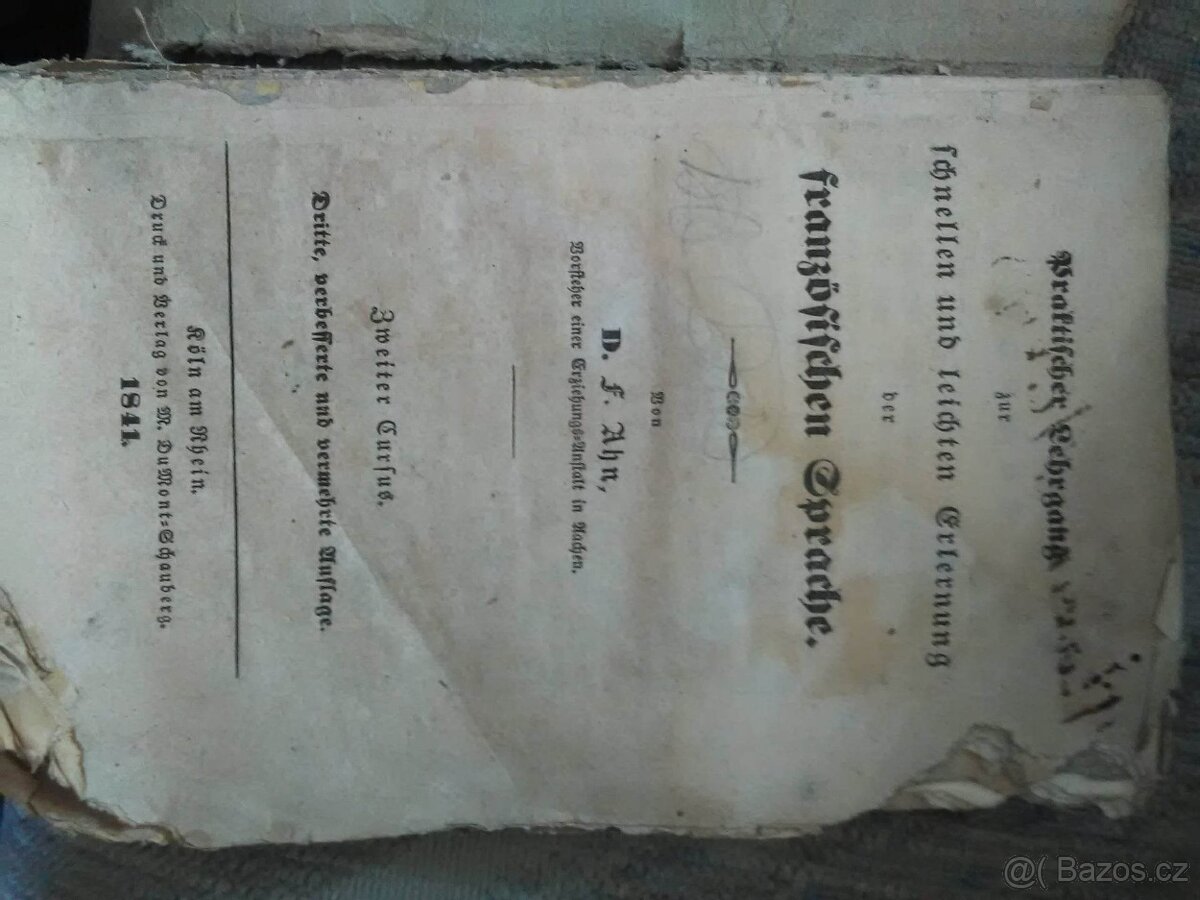 Praktischer Lehrgang
zur
schnellen und leichten Erlernung
der
französischen Sprache.
Von
D. F. Ahn,
Vorsteher einer Erziehungs=Anstalt in Aachen.
Zweiter Cursus.
Dritte, verbesserte und vermehrte Auflage.
Köln am Rhein.
Druck und Verlag von M. DuMont=Schauberg.
1841.
@( Bazos.cz